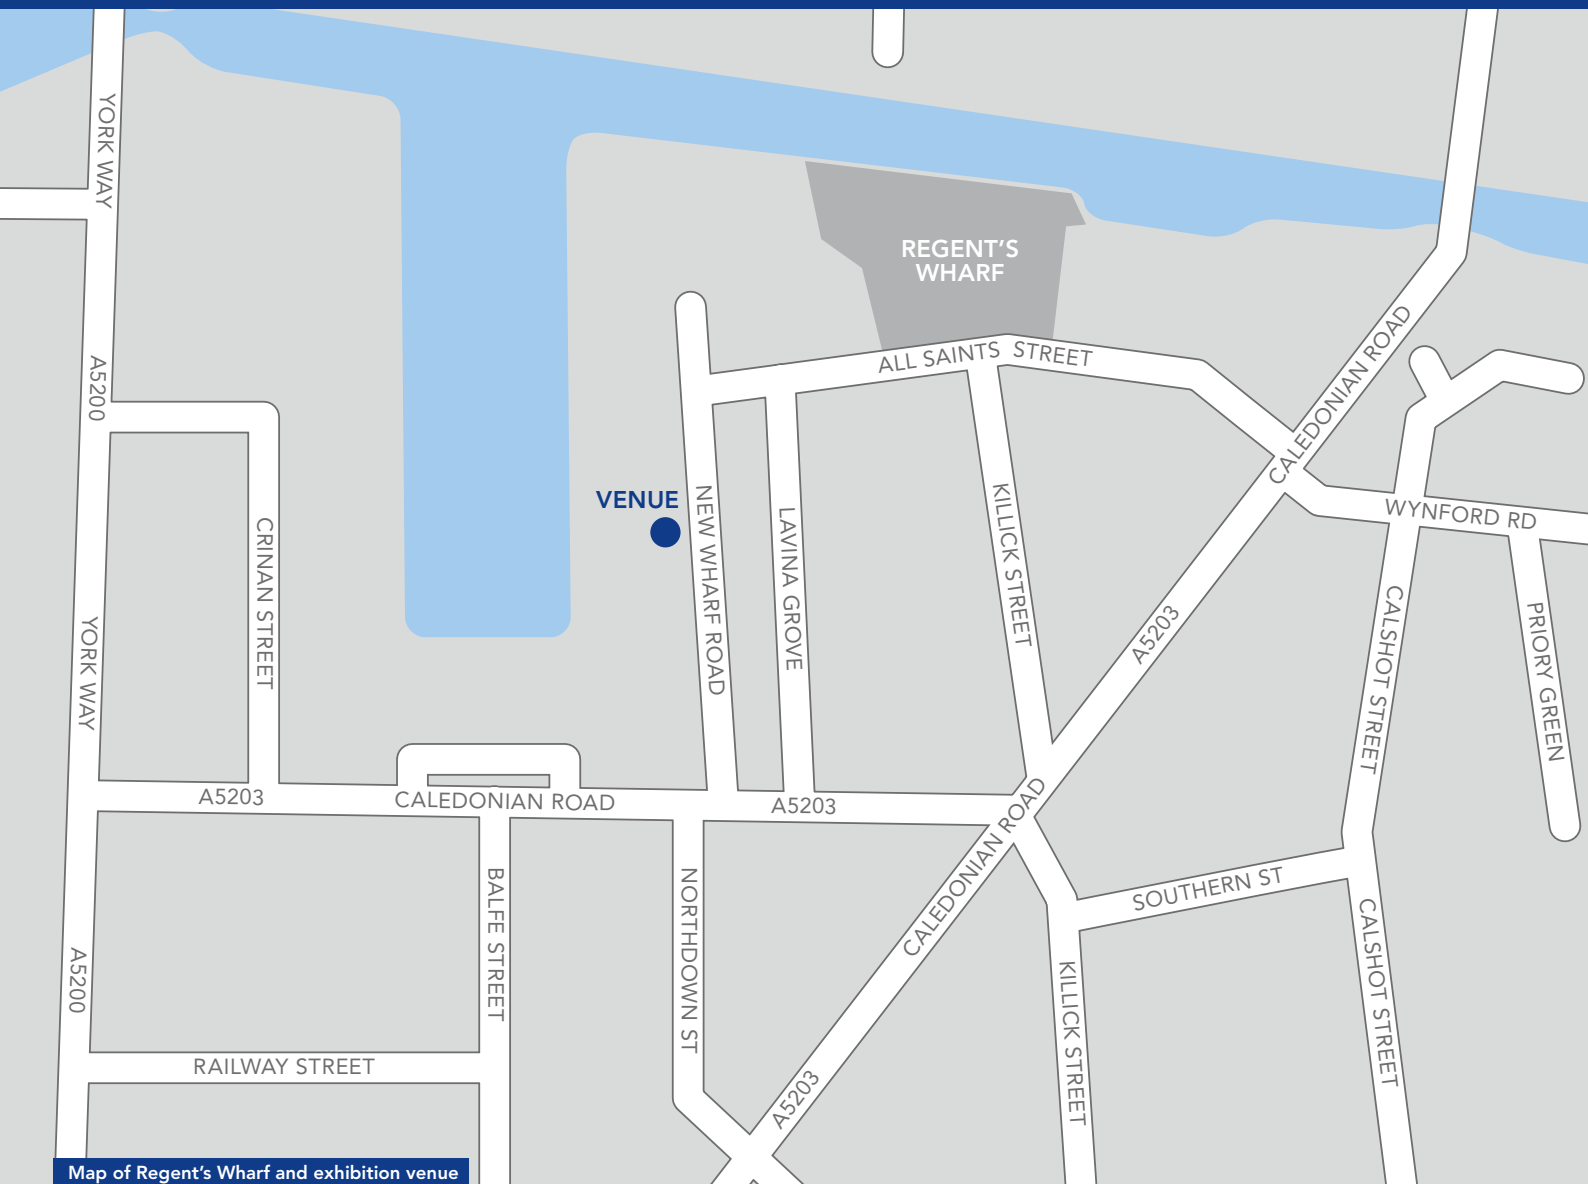 YORK WAY
REGENT'S
WHARF
ALL SAINTS STREET
CALEDONIAN ROAD
A5200
VENUE
NEW WHARF ROAD
LAVINA GROVE
KILLICK STREET
WYNFORD RD
CRINAN STREET
A5203
CALSHOT STREET
PRIORY GREEN
YORK WAY
A5203
CALEDONIAN ROAD
A5203
CALEDONIAN ROAD
BALFE STREET
NORTHDOWN ST
SOUTHERN ST
CALSHOT STREET
A5200
KILLICK STREET
RAILWAY STREET
A5203
Map of Regent's Wharf and exhibition venue